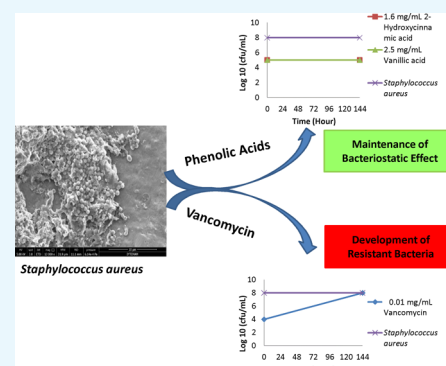 10
8
6
4
2
0
Log 10 (cfu/mL)
0 24 48 72 96 120 144
Time (Hour)
1.6 mg/mL 2-
Hydroxycinna
mic acid
2.5 mg/mL
Vanillic acid
Staphylococcus
aureus
Phenolic Acids
Maintenance of
Bacteriostatic Effect
Vancomycin
Development of
Resistant Bacteria
Staphylococcus aureus
10
8
6
4
2
0
Log 10 (cfu/mL)
0 24 48 72 96 120 144
0.01 mg/mL
Vancomycin
Staphylococcus
aureus